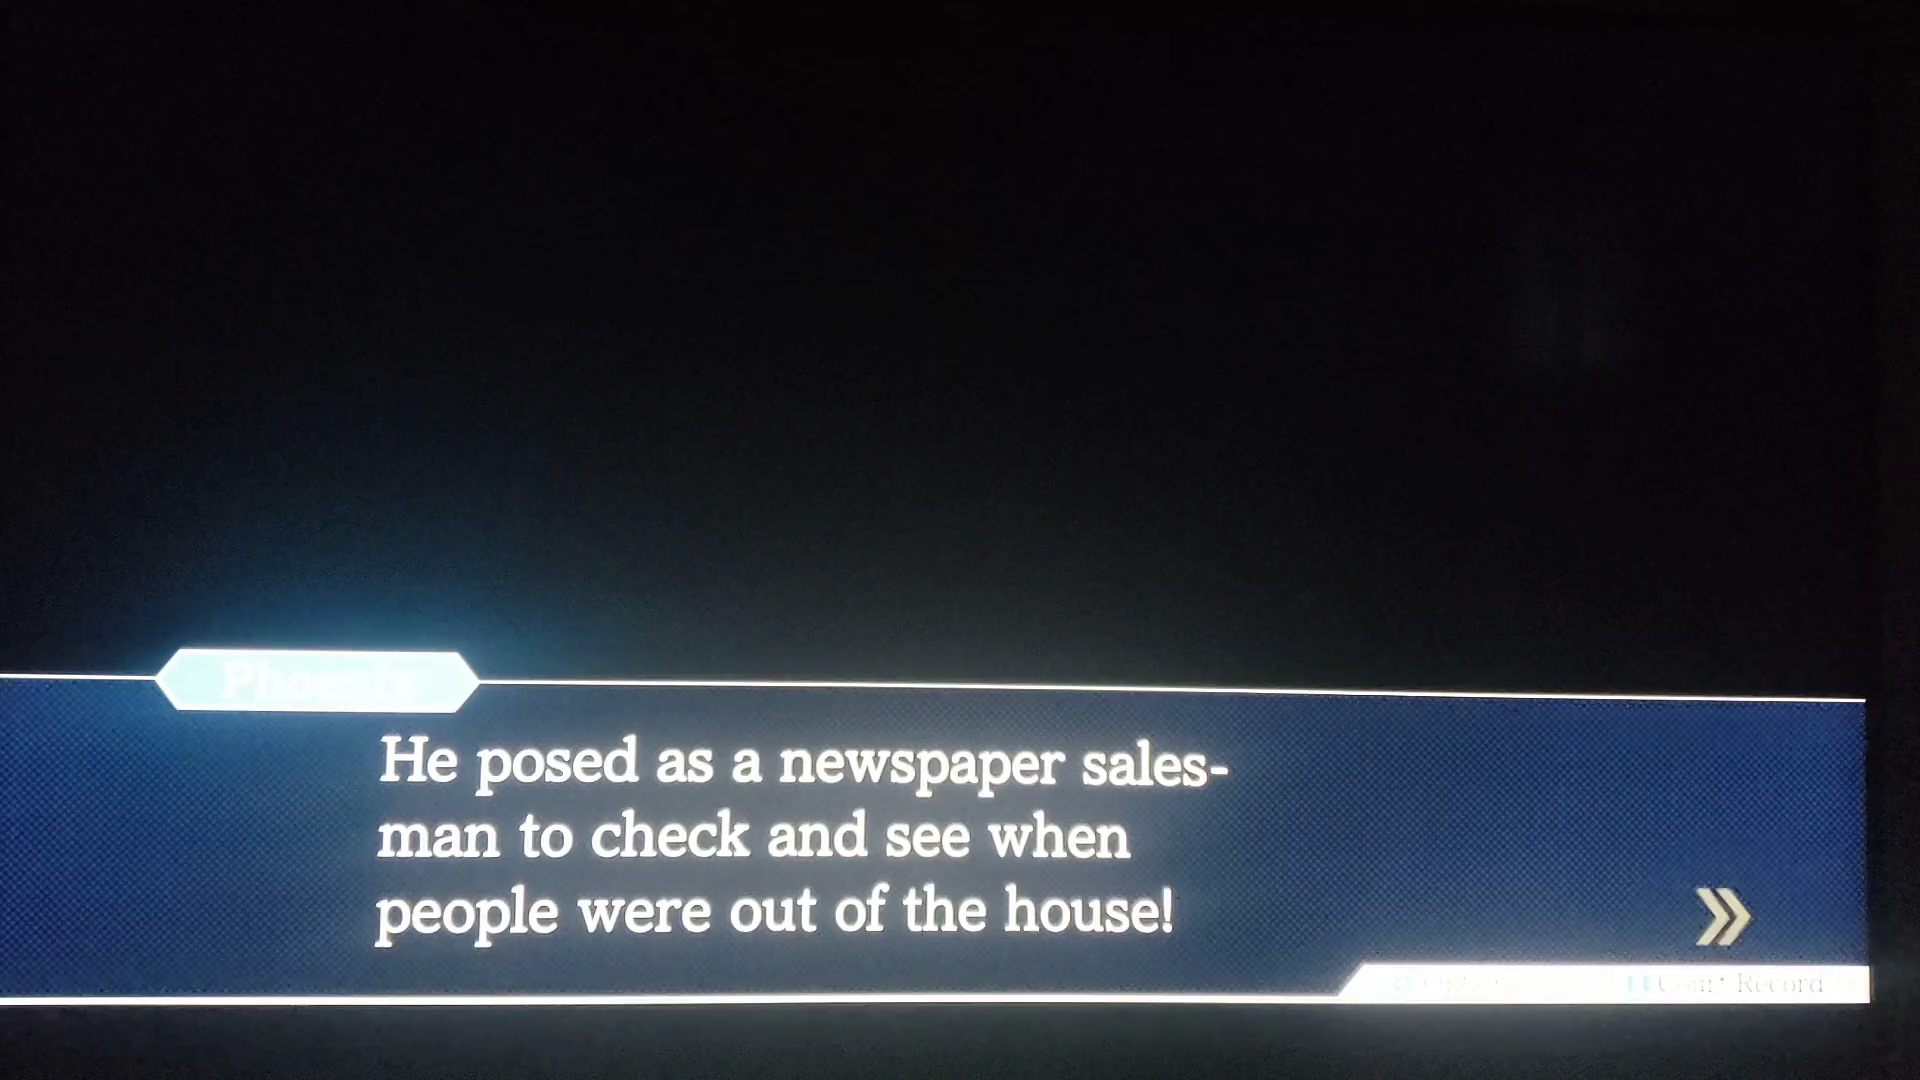 Phoenix
He posed as a newspaper sales-
man to check and see when
people were out of the house!
Court Record